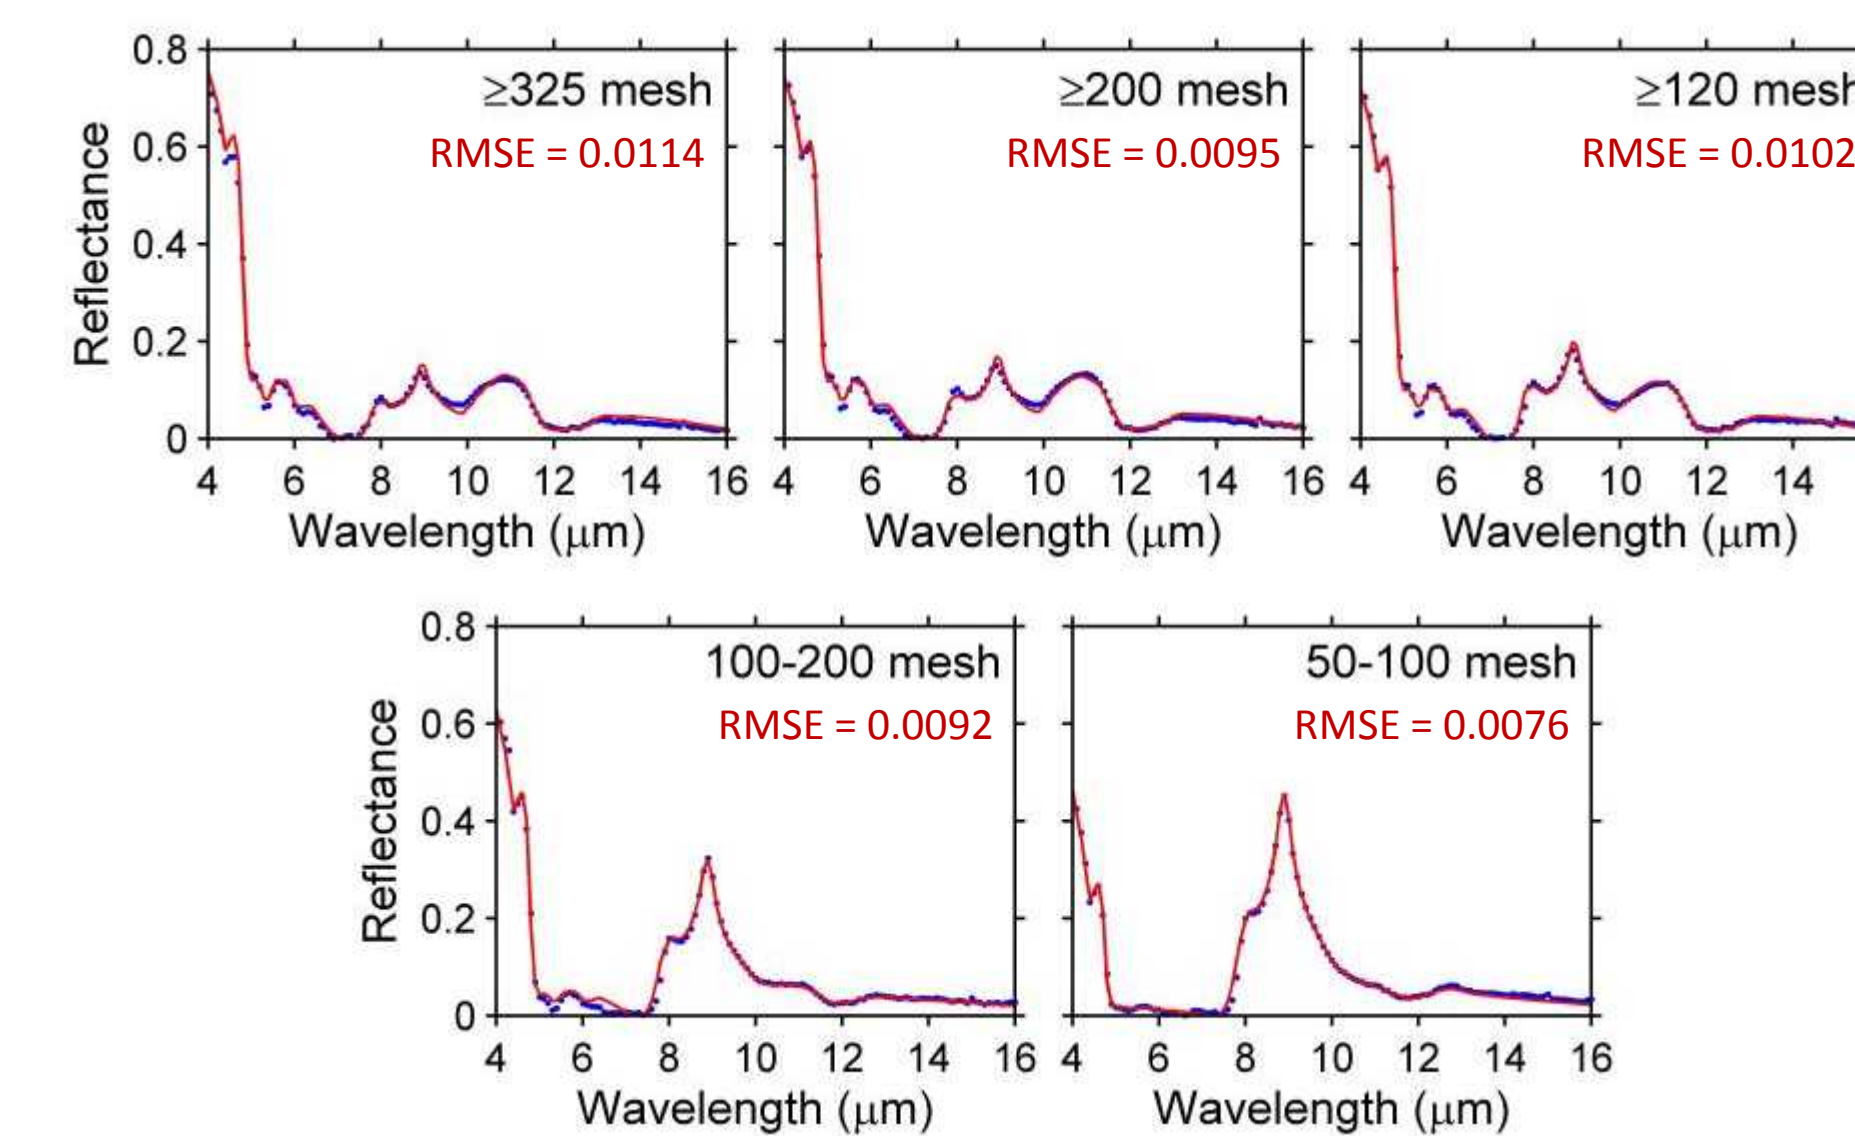 0.8
≥325 mesh
≥200 mesh
≥120 mesh
0.6
RMSE = 0.0114
RMSE = 0.0095
RMSE = 0.0102
Reflectance
0.4
0.2
0
4 6 8 10 12 14 16
4 6 8 10 12 14 16
4 6 8 10 12 14
Wavelength (μm)
Wavelength (μm)
Wavelength (μm)
0.8
100-200 mesh
50-100 mesh
0.6
RMSE = 0.0092
RMSE = 0.0076
Reflectance
0.4
0.2
0
4 6 8 10 12 14 16
4 6 8 10 12 14 16
Wavelength (μm)
Wavelength (μm)